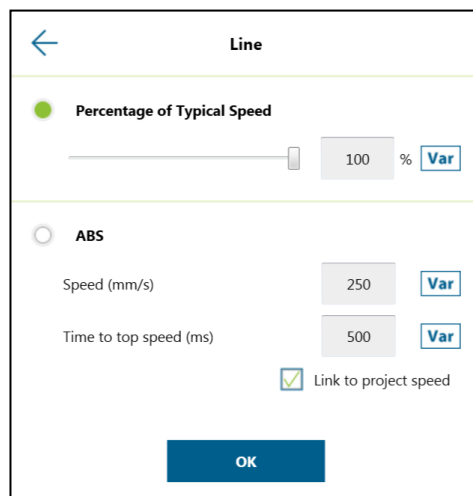 Line
Percentage of Typical Speed
100 % Var
ABS
Speed (mm/s) 250 Var
Time to top speed (ms) 500 Var
Link to project speed
OK